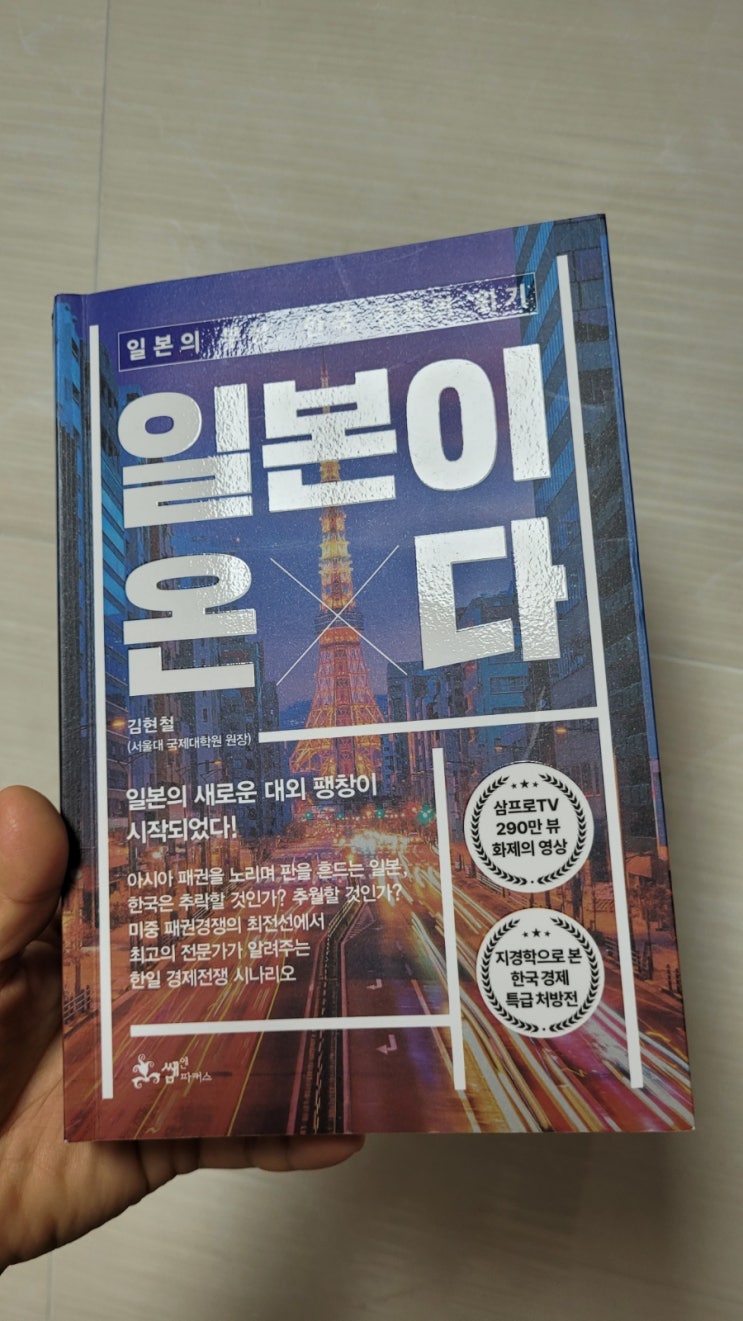 일본의
일본이
온 다
김현철
(서울대 국제대학원 원장)
일본의 새로운 대외 팽창이
시작되었다!
아시아 패권을 노리며 판을 흔드는 일본,
한국은 추락할 것인가? 추월할 것인가?
미중 패권경쟁의 최전선에서
최고의 전문가가 알려주는
한일 경제전쟁 시나리오
삼프로TV
290만 뷰
화제의 영상
지경학으로 본
한국 경제
특급 처방전
쌤앤파커스